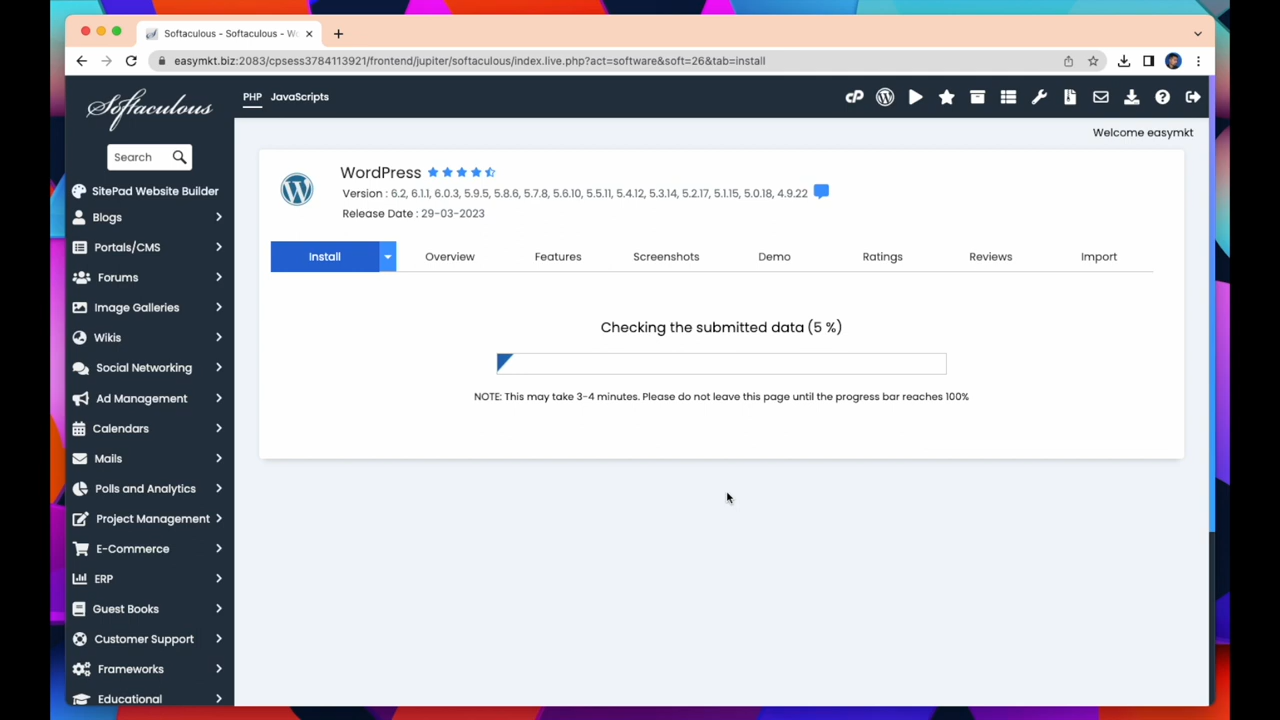 Softaculous - Softaculous - Wo
easymkt.biz:2083/cpsess3784113921/frontend/jupiter/softaculous/index.live.php?act=software&soft=26&tab=install
Softaculous
PHP JavaScripts
Search
Welcome easymkt
WordPress
Version : 6.2, 6.1.1, 6.0.3, 5.9.5, 5.8.6, 5.7.8, 5.6.10, 5.5.11, 5.4.12, 5.3.14, 5.2.17, 5.1.15, 5.0.18, 4.9.22
Release Date : 29-03-2023
Install Overview Features Screenshots Demo Ratings Reviews Import
Checking the submitted data (5 %)
NOTE: This may take 3-4 minutes. Please do not leave this page until the progress bar reaches 100%
SitePad Website Builder
Blogs
Portals/CMS
Forums
Image Galleries
Wikis
Social Networking
Ad Management
Calendars
Mails
Polls and Analytics
Project Management
E-Commerce
ERP
Guest Books
Customer Support
Frameworks
Educational